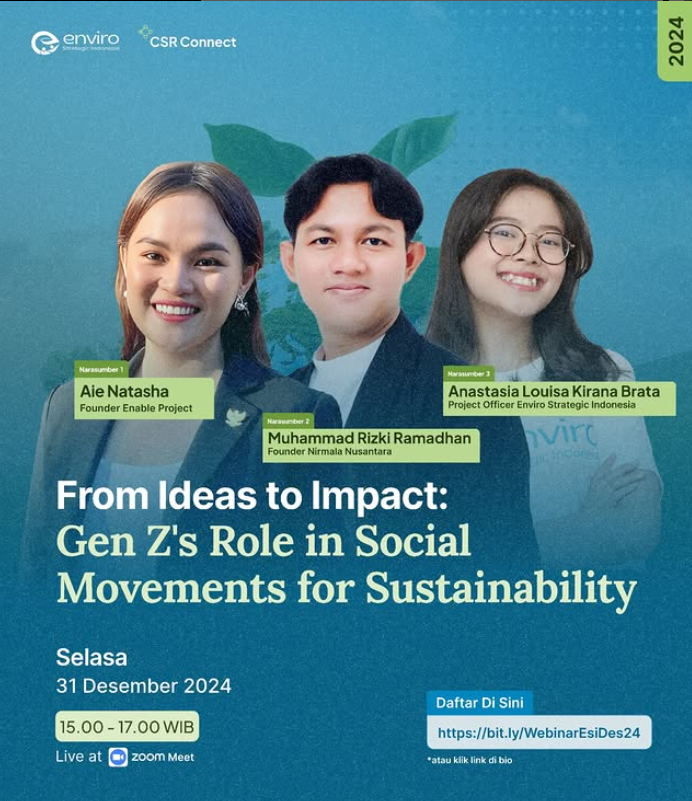 enviro
Strategic Indonesia
CSR Connect
2024
Narasumber 1
Aie Natasha
Founder Enable Project
Narasumber 2
Muhammad Rizki Ramadhan
Founder Nirmala Nusantara
Narasumber 3
Anastasia Louisa Kirana Brata
Project Officer Enviro Strategic Indonesia
From Ideas to Impact:
Gen Z's Role in Social
Movements for Sustainability
Selasa
31 Desember 2024
15.00 - 17.00 WIB
Live at zoom Meet
Daftar Di Sini
https://bit.ly/WebinarEsiDes24
*atau klik link di bio